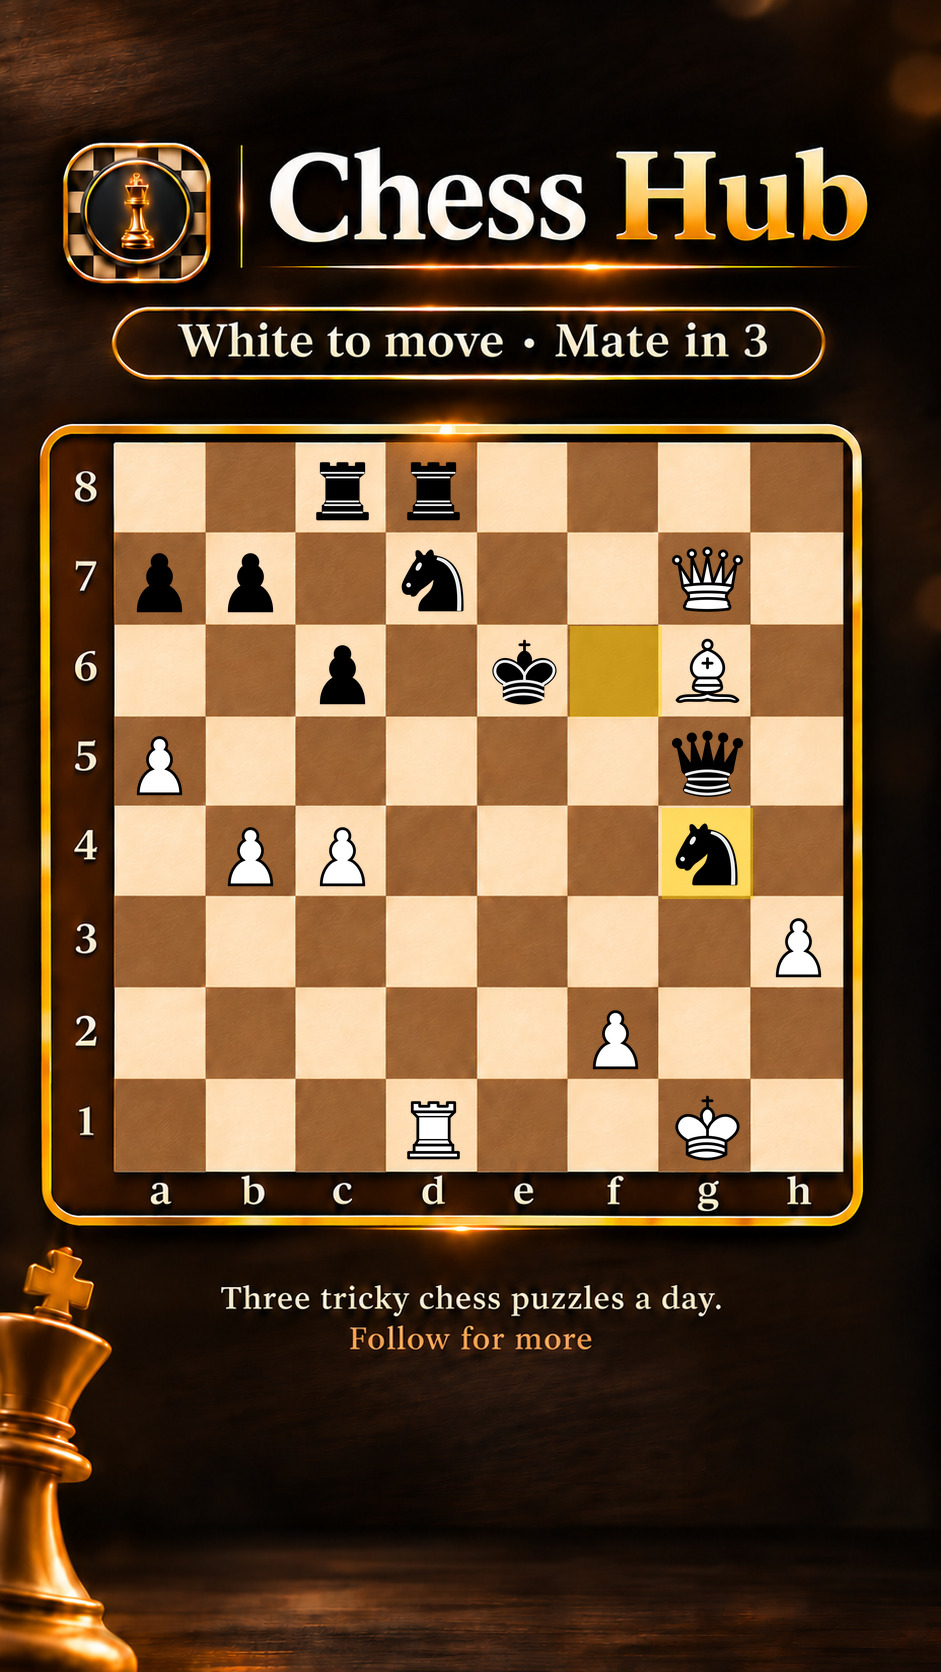 Chess Hub
White to move • Mate in 3
8
7
6
5
4
3
2
1
a b c d e f g h
Three tricky chess puzzles a day.
Follow for more